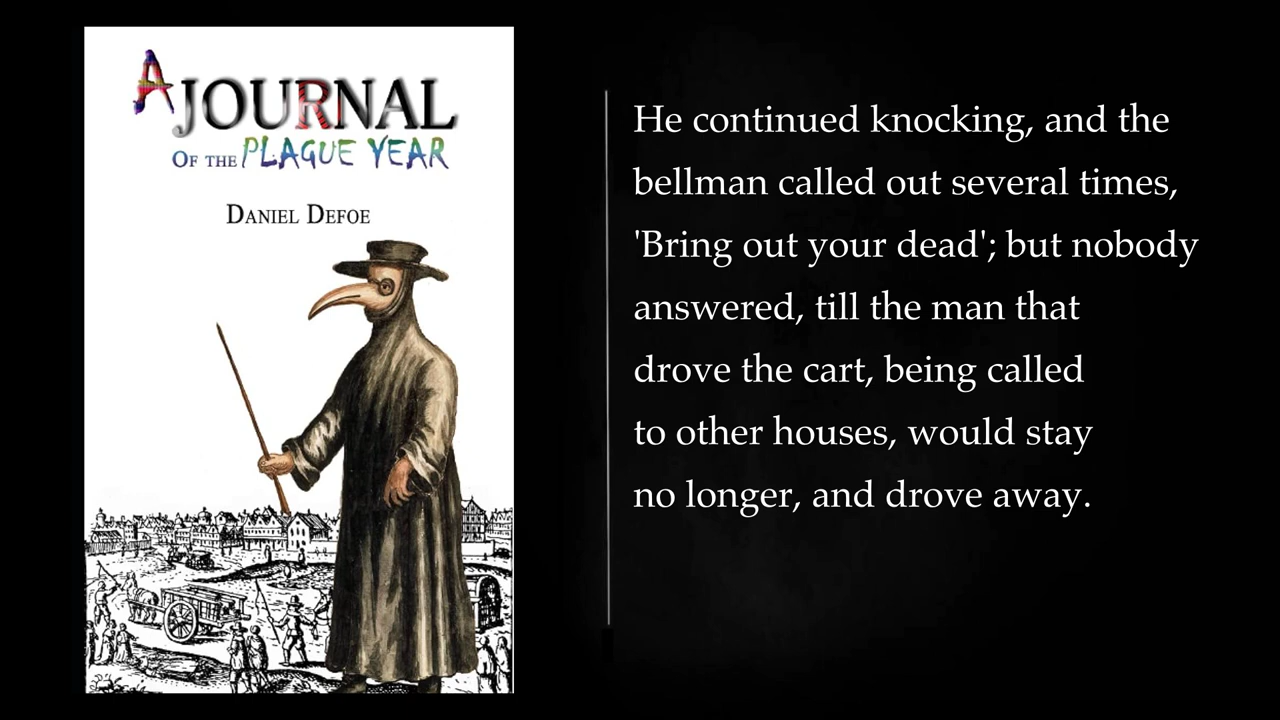 A JOURNAL
OF THE PLAGUE YEAR
DANIEL DEFOE
He continued knocking, and the
bellman called out several times,
'Bring out your dead'; but nobody
answered, till the man that
drove the cart, being called
to other houses, would stay
no longer, and drove away.